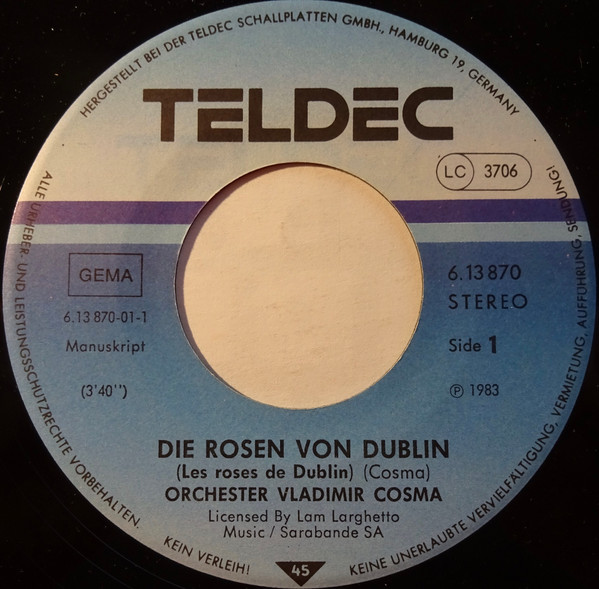 HERGESTELLT BEI DER TELDEC SCHALLPLATTEN GMBH., HAMBURG 19, GERMANY
TELDEC
LC 3706
GEMA
6.13 870-01-1
Manuskript
(3'40")
6.13 870
STEREO
Side 1
℗ 1983
DIE ROSEN VON DUBLIN
(Les roses de Dublin) (Cosma)
ORCHESTER VLADIMIR COSMA
Licensed By Lam Larghetto
Music / Sarabande SA
45
ALLE URHEBER- UND LEISTUNGSSCHUTZRECHTE VORBEHALTEN.
KEIN VERLEIH!
KEINE UNERLAUBTE VERVIELFÄLTIGUNG, VERMIETUNG, AUFFÜHRUNG, SENDUNG!